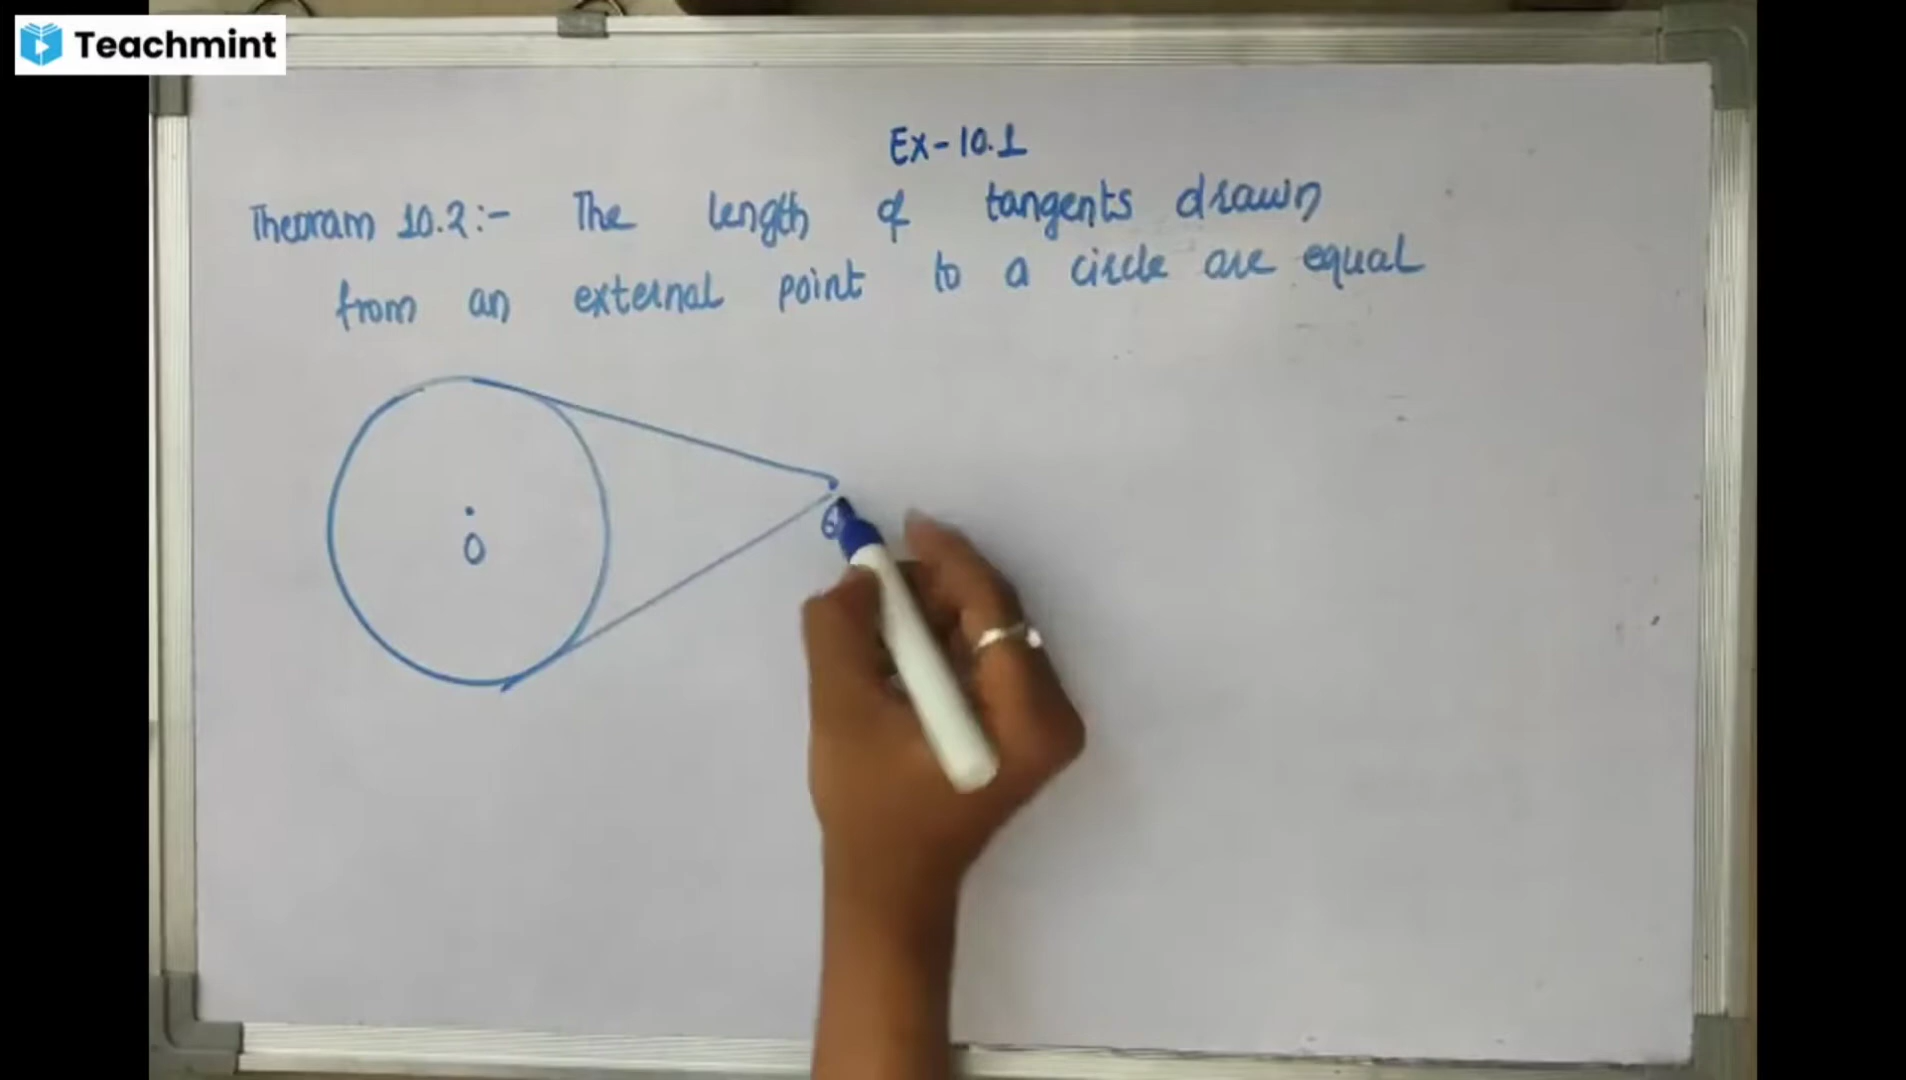 Teachmint
Ex-10.1
Theoram 10.2:- The length of tangents drawn
from an external point to a circle are equal
O